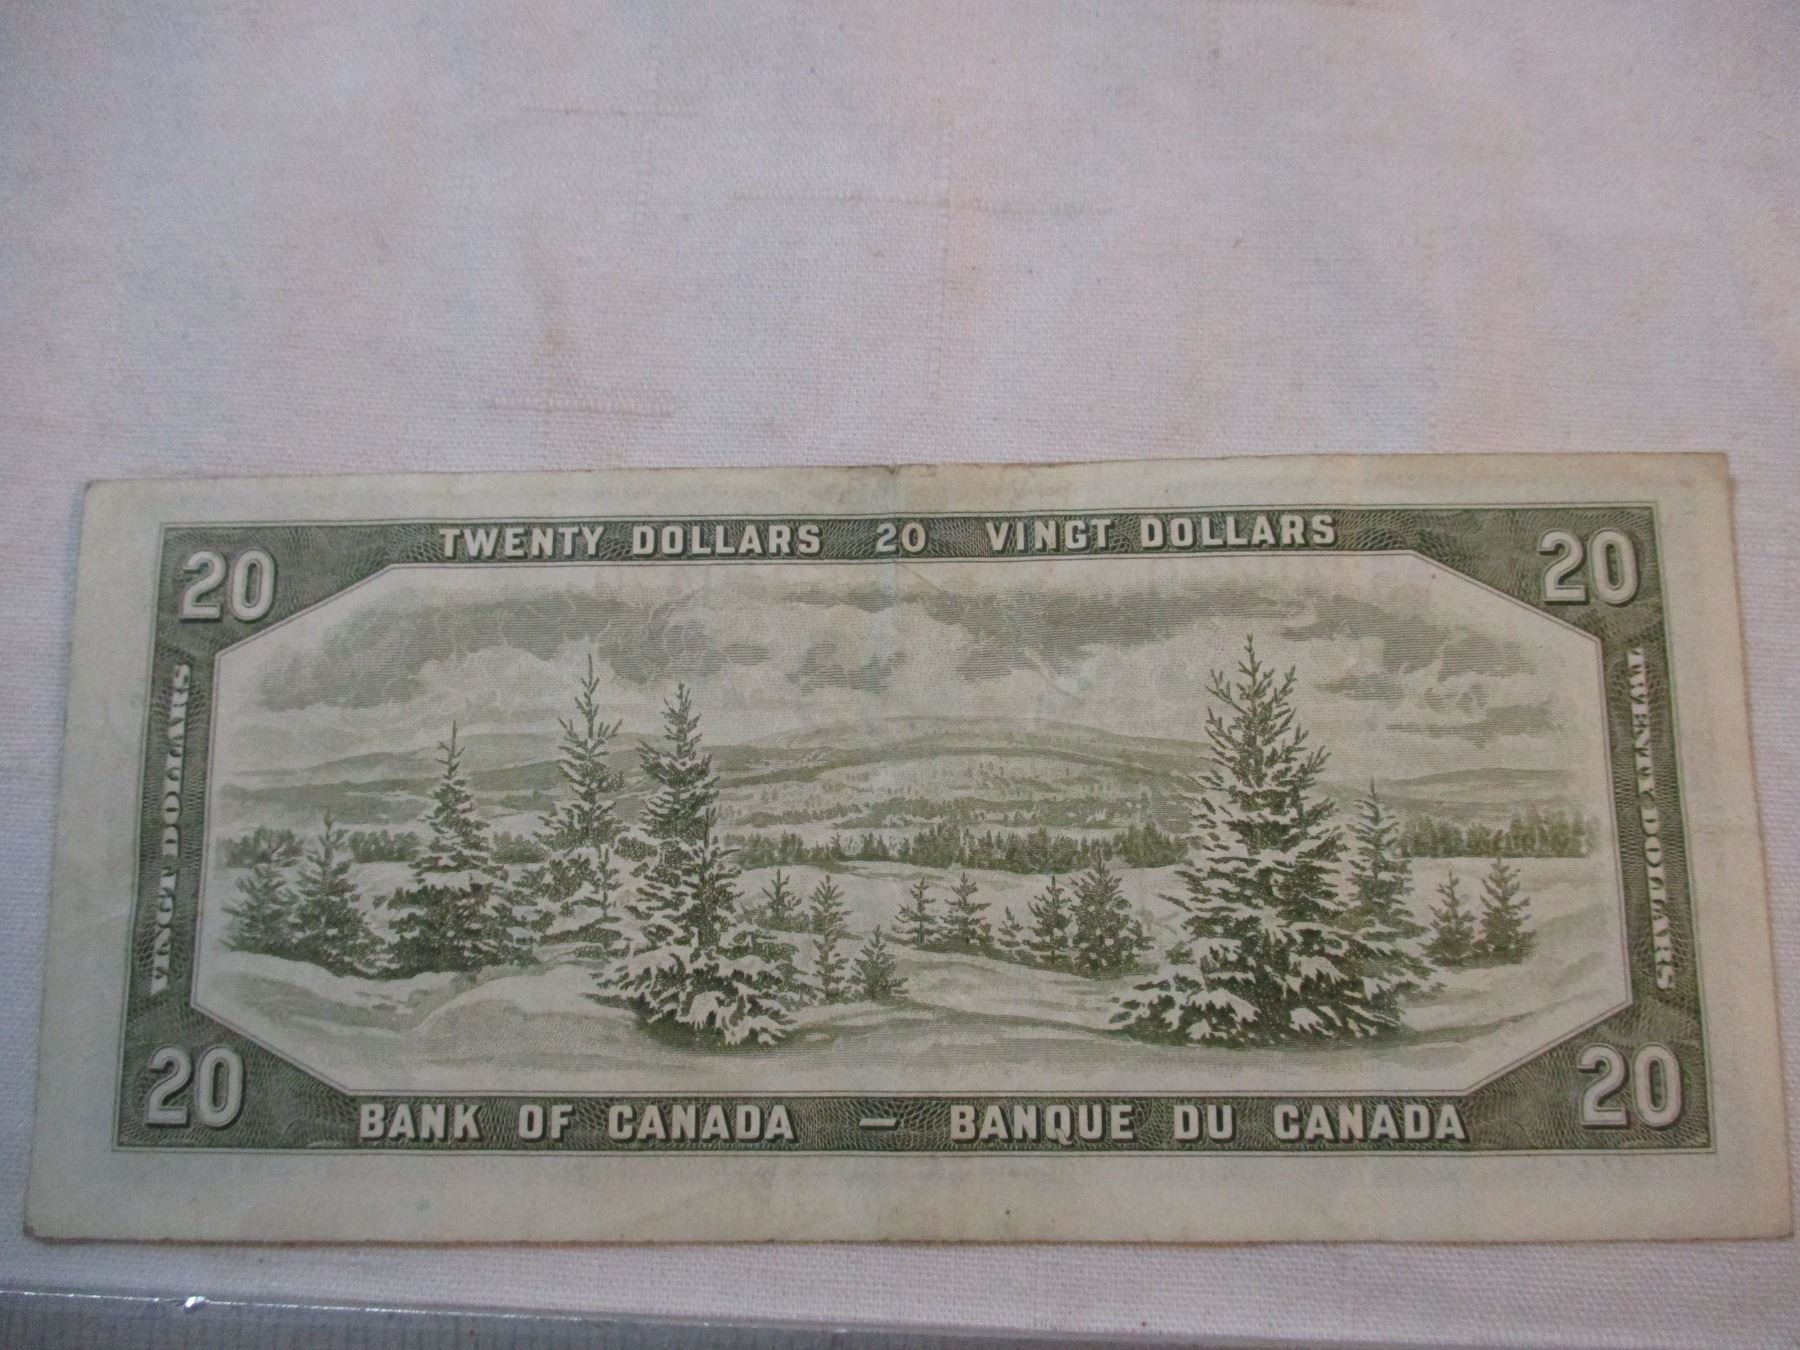 TWENTY DOLLARS 20 VINGT DOLLARS
20
20
VINGT DOLLARS
TWENTY DOLLARS
20
20
BANK OF CANADA — BANQUE DU CANADA